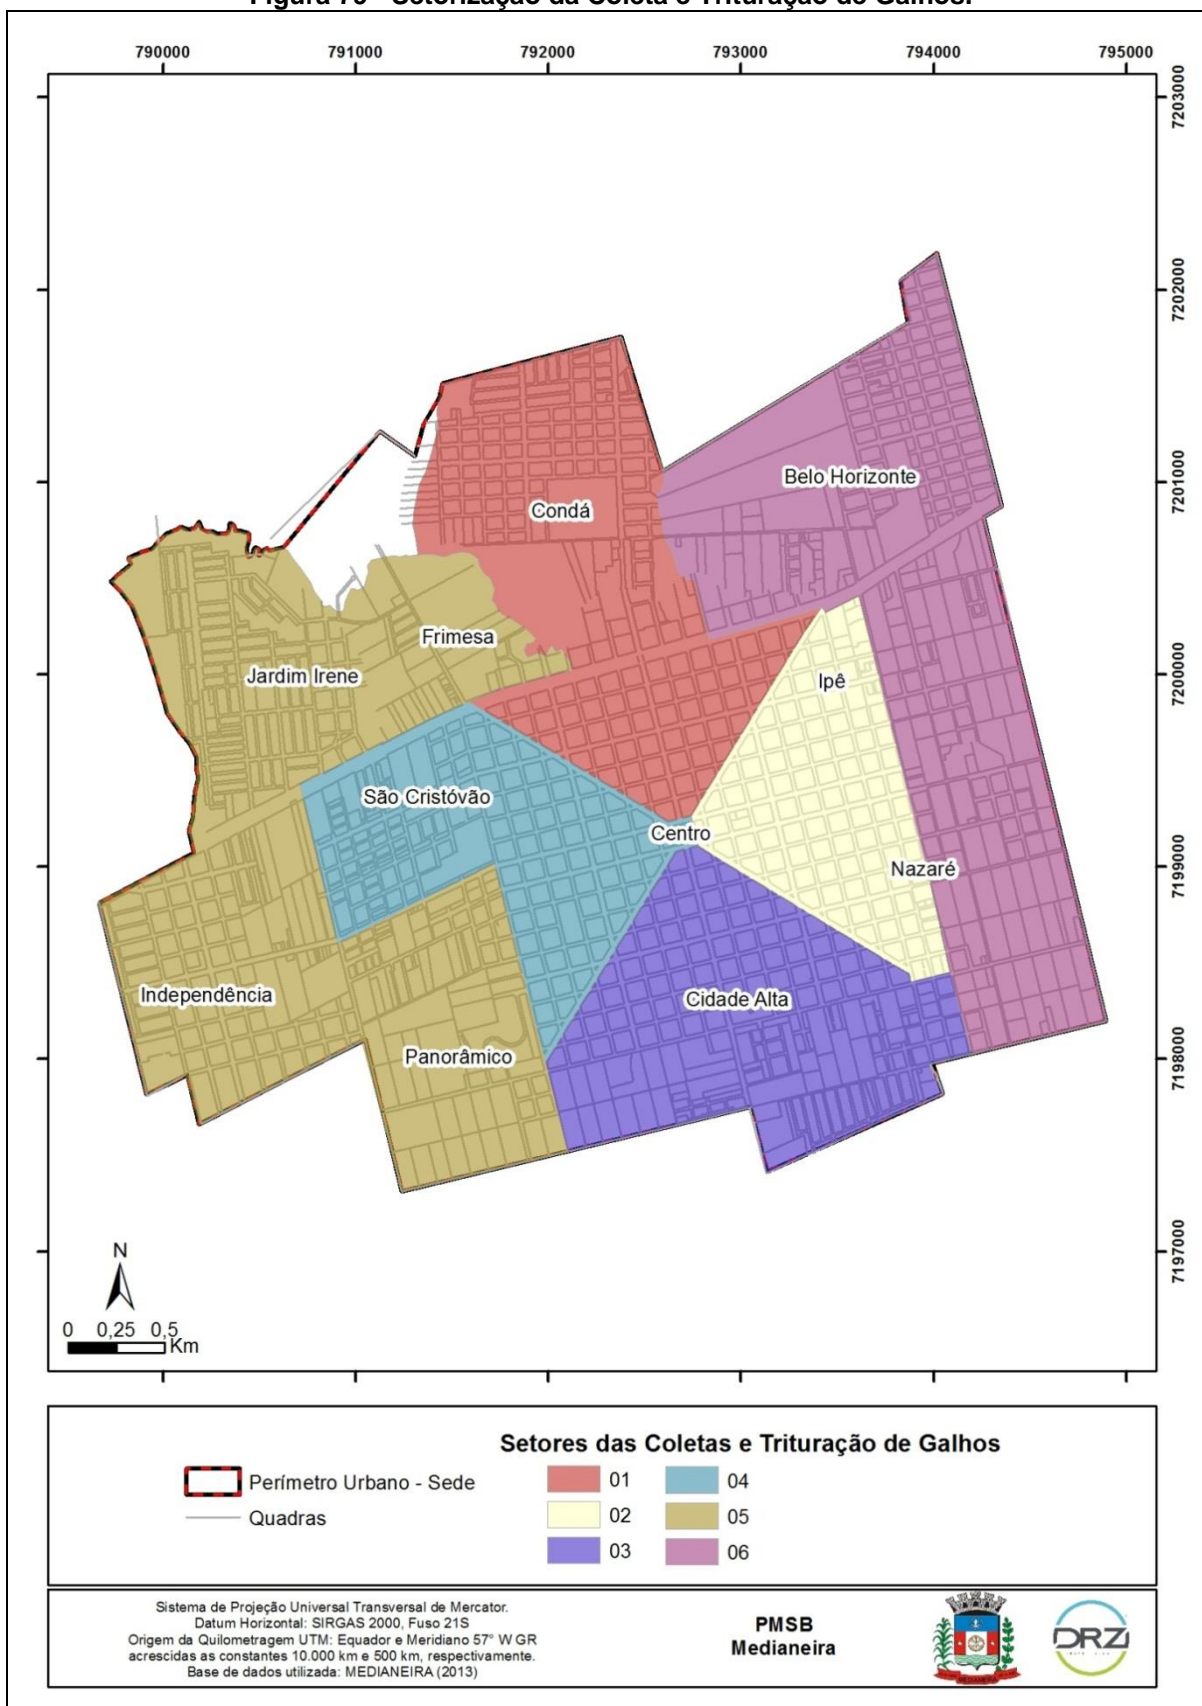 790000 791000 792000 793000 794000 795000
7203000
7202000
7201000
7200000
7199000
7198000
7197000
Belo Horizonte
Condá
Frimesa
Jardim Irene
Ipê
São Cristóvão
Centro
Nazaré
Independência
Cidade Alta
Panorâmico
N
0 0,25 0,5
Km
Setores das Coletas e Trituração de Galhos
Perímetro Urbano - Sede
Quadras
01 04
02 05
03 06
Sistema de Projeção Universal Transversal de Mercator.
Datum Horizontal: SIRGAS 2000, Fuso 21S
Origem da Quilometragem UTM: Equador e Meridiano 57° W GR
acrescidas as constantes 10.000 km e 500 km, respectivamente.
Base de dados utilizada: MEDIANEIRA (2013)
PMSB
Medianeira
MEDIANEIRA
DRZ